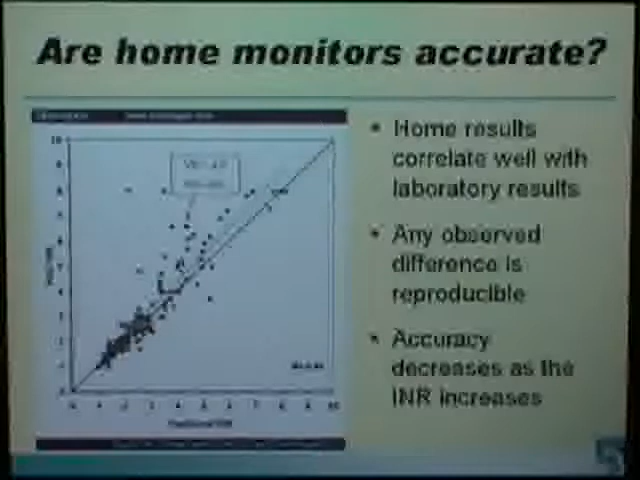 Are home monitors accurate?
• Home results
correlate well with
laboratory results
• Any observed
difference is
reproducible
• Accuracy
decreases as the
INR increases